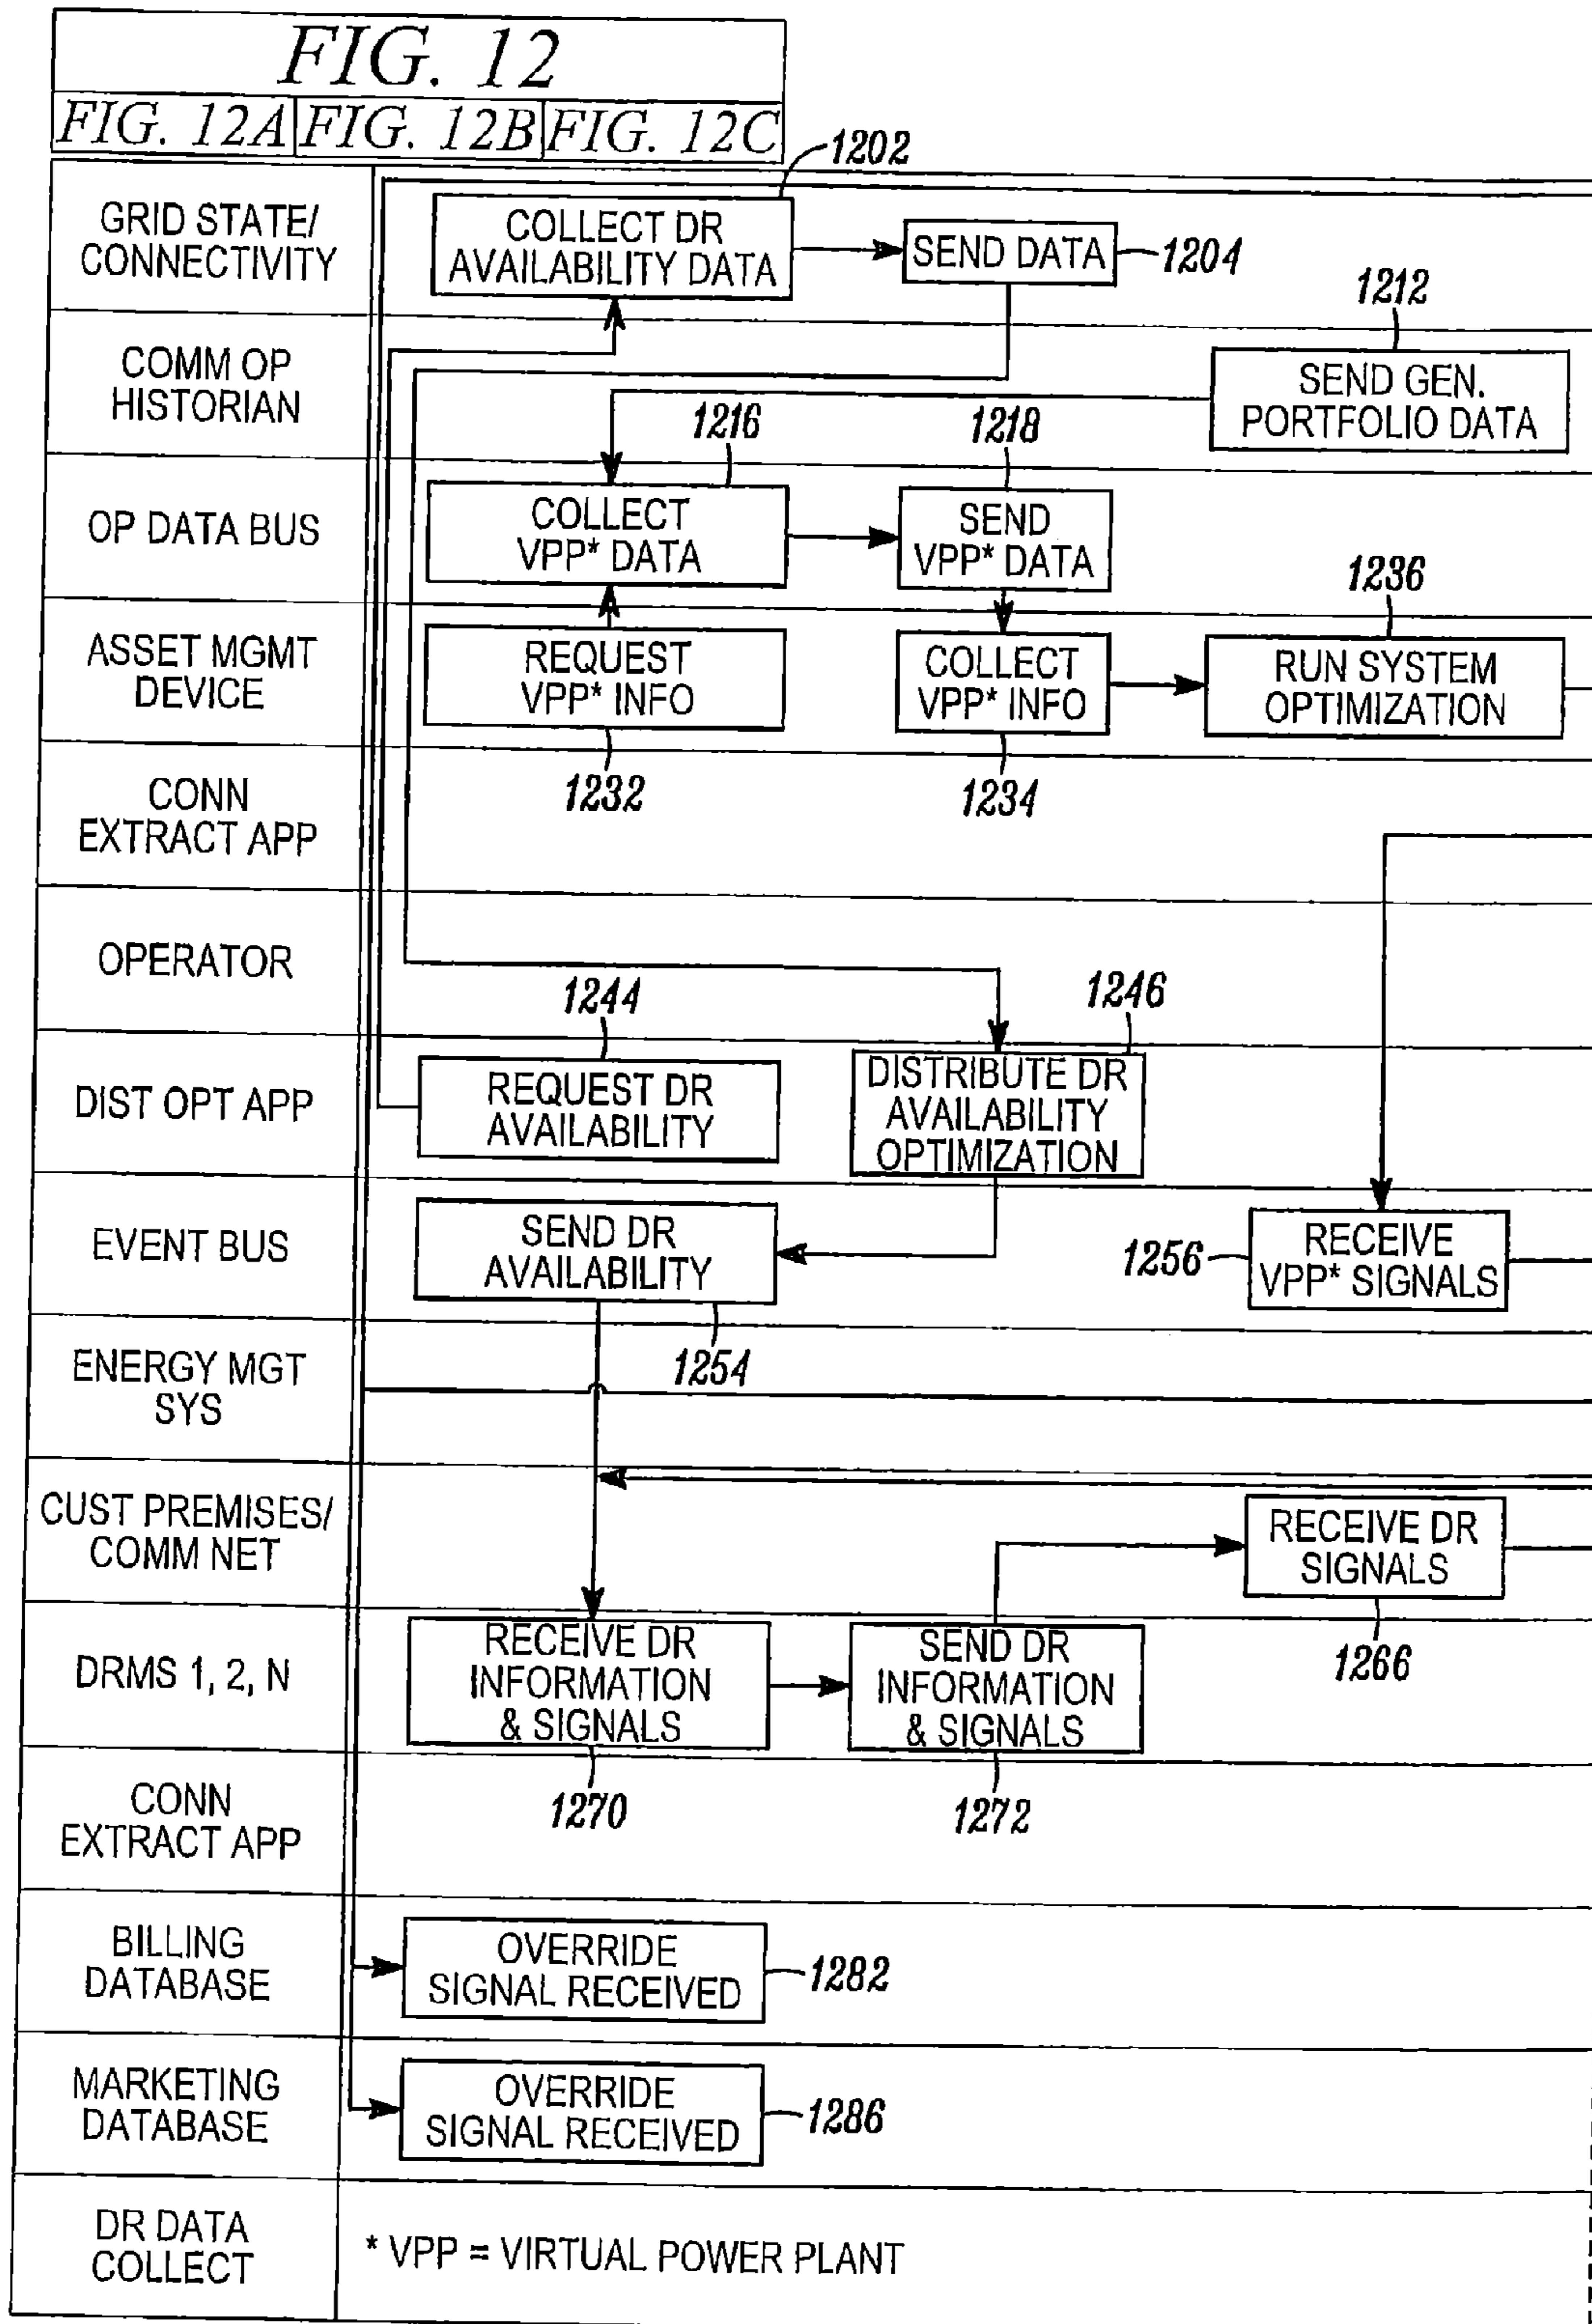 FIG. 12
FIG. 12A FIG. 12B FIG. 12C
1202
GRID STATE/
CONNECTIVITY
COLLECT DR
AVAILABILITY DATA
SEND DATA
1204
1212
COMM OP
HISTORIAN
SEND GEN.
PORTFOLIO DATA
1216
1218
OP DATA BUS
COLLECT
VPP* DATA
SEND
VPP* DATA
1236
ASSET MGMT
DEVICE
REQUEST
VPP* INFO
COLLECT
VPP* INFO
RUN SYSTEM
OPTIMIZATION
1232
1234
CONN
EXTRACT APP
OPERATOR
1244
1246
DIST OPT APP
REQUEST DR
AVAILABILITY
DISTRIBUTE DR
AVAILABILITY
OPTIMIZATION
EVENT BUS
SEND DR
AVAILABILITY
1256
RECEIVE
VPP* SIGNALS
1254
ENERGY MGT
SYS
CUST PREMISES/
COMM NET
RECEIVE DR
SIGNALS
1266
DRMS 1, 2, N
RECEIVE DR
INFORMATION
& SIGNALS
SEND DR
INFORMATION
& SIGNALS
1270
1272
CONN
EXTRACT APP
BILLING
DATABASE
OVERRIDE
SIGNAL RECEIVED
1282
MARKETING
DATABASE
OVERRIDE
SIGNAL RECEIVED
1286
DR DATA
COLLECT
* VPP = VIRTUAL POWER PLANT